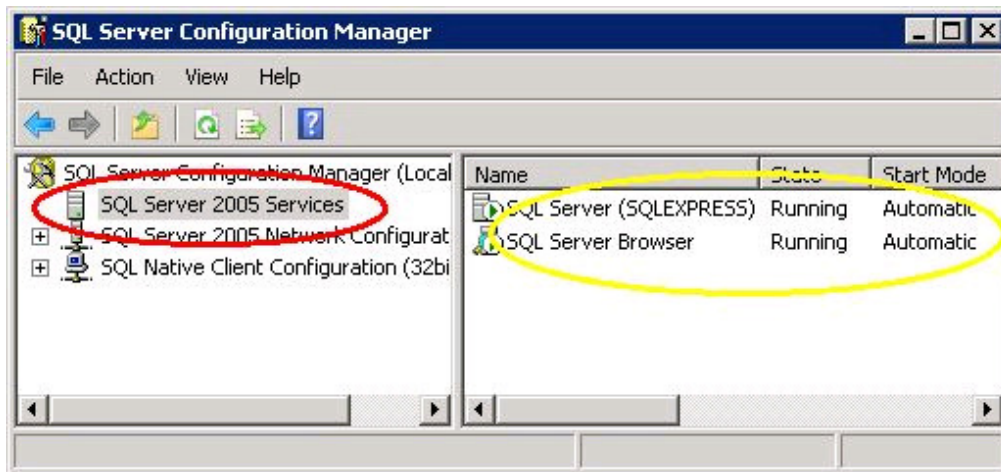 SQL Server Configuration Manager
File Action View Help
SQL Server Configuration Manager (Local
SQL Server 2005 Services
SQL Server 2005 Network Configurat
SQL Native Client Configuration (32bi
Name State Start Mode
SQL Server (SQLEXPRESS) Running Automatic
SQL Server Browser Running Automatic